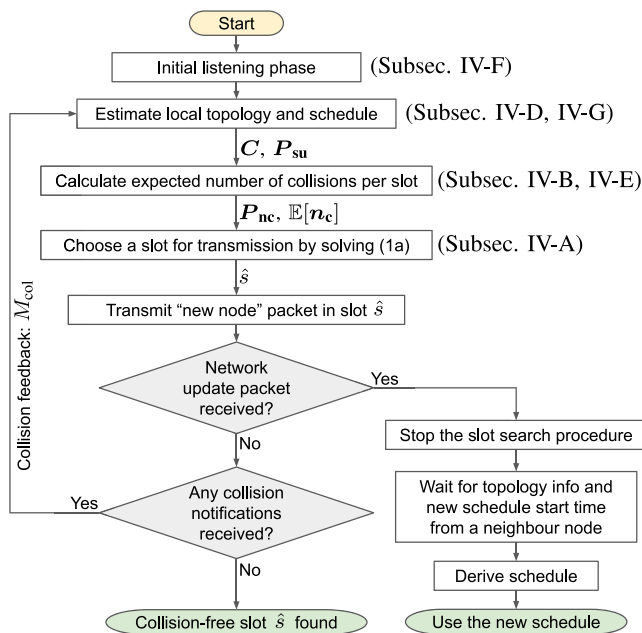 Start
Initial listening phase
(Subsec. IV-F)
Estimate local topology and schedule
(Subsec. IV-D, IV-G)
C, P_su
Calculate expected number of collisions per slot
(Subsec. IV-B, IV-E)
P_nc, 𝔼[n_c]
Choose a slot for transmission by solving (1a)
(Subsec. IV-A)
ŝ
Transmit “new node” packet in slot ŝ
Collision feedback: M_col
Network
update packet
received?
Yes
No
Stop the slot search procedure
Any collision
notifications
received?
Yes
No
Wait for topology info and
new schedule start time
from a neighbour node
Derive schedule
Collision-free slot ŝ found
Use the new schedule